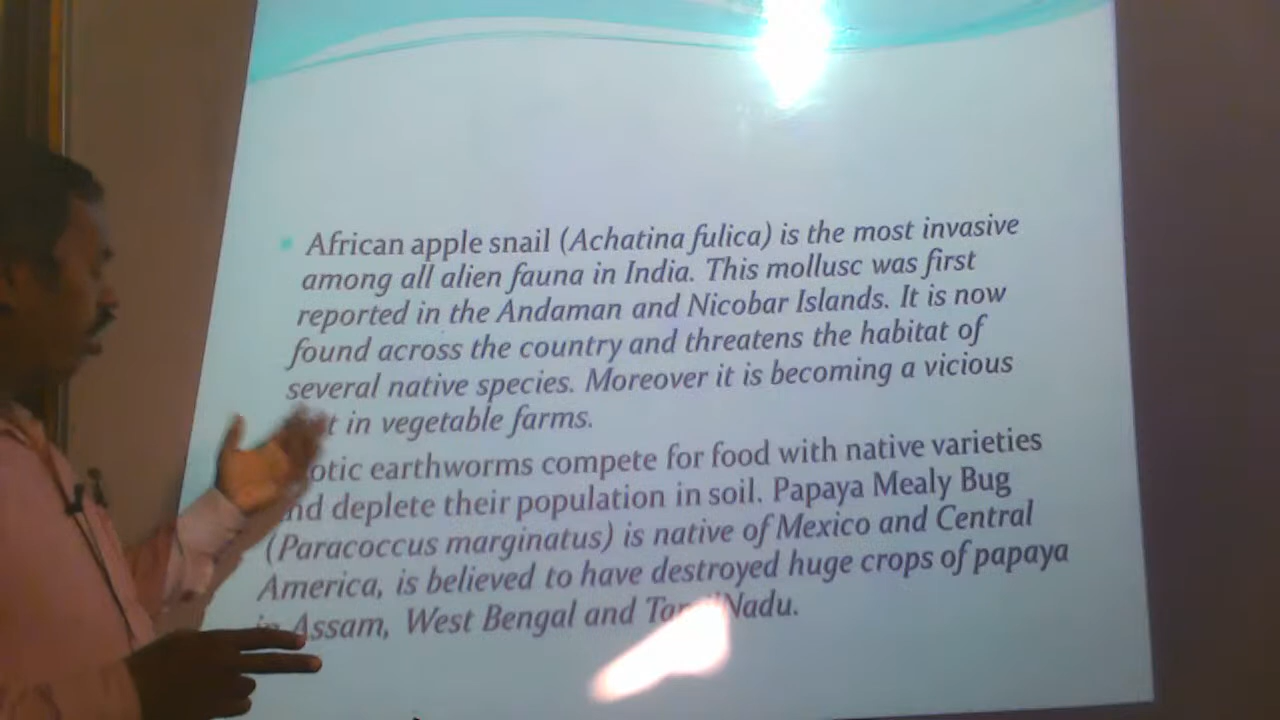 African apple snail (Achatina fulica) is the most invasive
among all alien fauna in India. This mollusc was first
reported in the Andaman and Nicobar Islands. It is now
found across the country and threatens the habitat of
several native species. Moreover it is becoming a vicious
in vegetable farms.
earthworms compete for food with native varieties
deplete their population in soil. Papaya Mealy Bug
(Paracoccus marginatus) is native of Mexico and Central
America, is believed to have destroyed huge crops of papaya
Assam, West Bengal and Nadu.